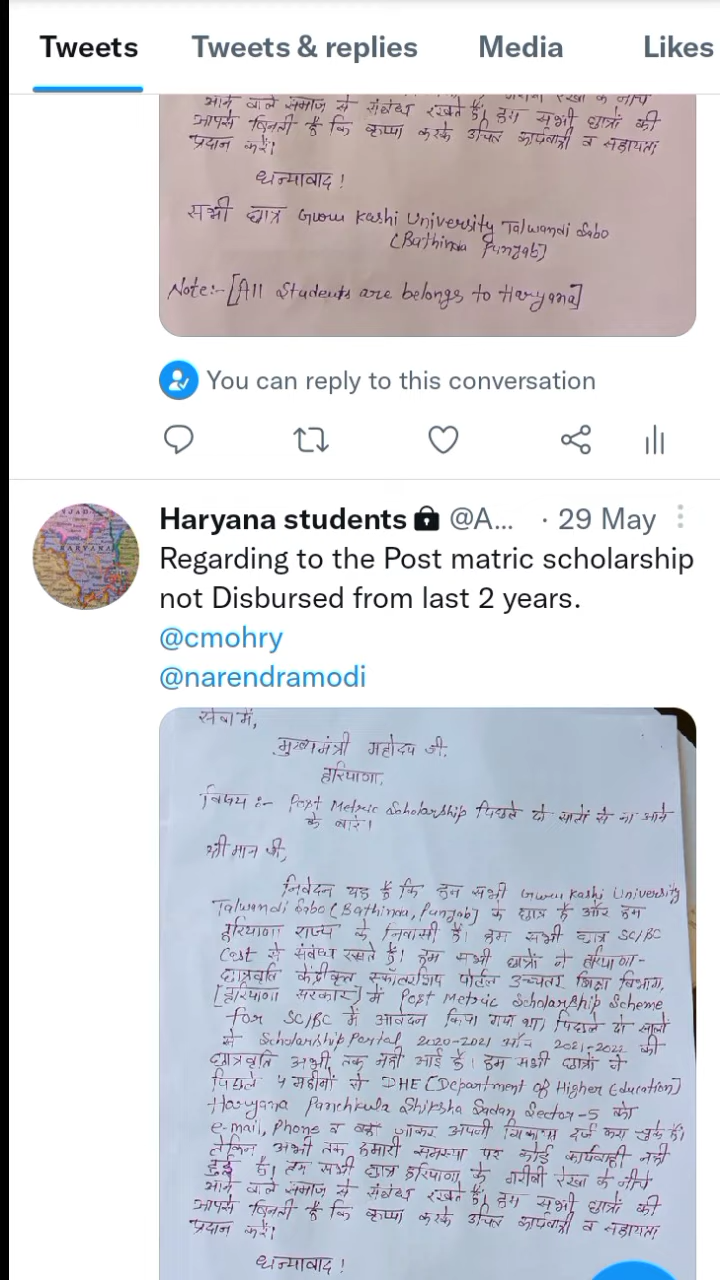 Tweets Tweets & replies Media Likes
आने वाले समाज से संबंध रखते हैं। हम सभी छात्रों की
आपसे विनती है कि कृप्या करके उचित कार्यवाही व सहायता
प्रदान करें।
धन्यावाद !
सभी छात्र Guru Kashi University Talwandi Sabo
(Bathinda Punjab)
Note:- [All Students are belongs to Haryana]
You can reply to this conversation
Haryana students @A... · 29 May
Regarding to the Post matric scholarship
not Disbursed from last 2 years.
@cmohry
@narendramodi
सेवा में,
मुख्यमंत्री महोदय जी.
हरियाणा.
विषय :- Post Metric Scholarship पिछले दो सालों से ना आने
के बारे।
श्री मान जी,
निवेदन यह है कि हम सभी Guru Kashi University
Talwandi Sabo (Bathinda, Punjab) के छात्र हैं और हम
हरियाणा राज्य के निवासी हैं। हम सभी छात्र SC/BC
Cast से संबंध रखते हैं। हम सभी छात्रों ने हरियाणा-
छात्रवृति केंद्रीकृत स्कॉलरशिप पोर्टल उच्चतर शिक्षा विभाग,
[हरियाणा सरकार] में Post Metric Scholarship Scheme
for SC/BC में आवेदन किया गया था, पिछले दो सालों
से Scholarship Portal 2020-2021 और 2021-2022 की
छात्रवृति अभी तक नहीं आई है। हम सभी छात्रों ने
पिछले 4 महीनों से DHE [Department of Higher Education]
Haryana Panchkula Shiksha Sadan Sector-5 को
e-mail, Phone व वहां जाकर अपनी शिकायत दर्ज करा चुके हैं।
लेकिन अभी तक हमारी समस्या पर कोई कार्यवाही नहीं
हुई है। हम सभी छात्र हरियाणा के गरीबी रेखा के नीचे
आने वाले समाज से संबंध रखते हैं। हम सभी छात्रों की
आपसे विनती है कि कृप्या करके उचित कार्यवाही व सहायता
प्रदान करें।
धन्यावाद !